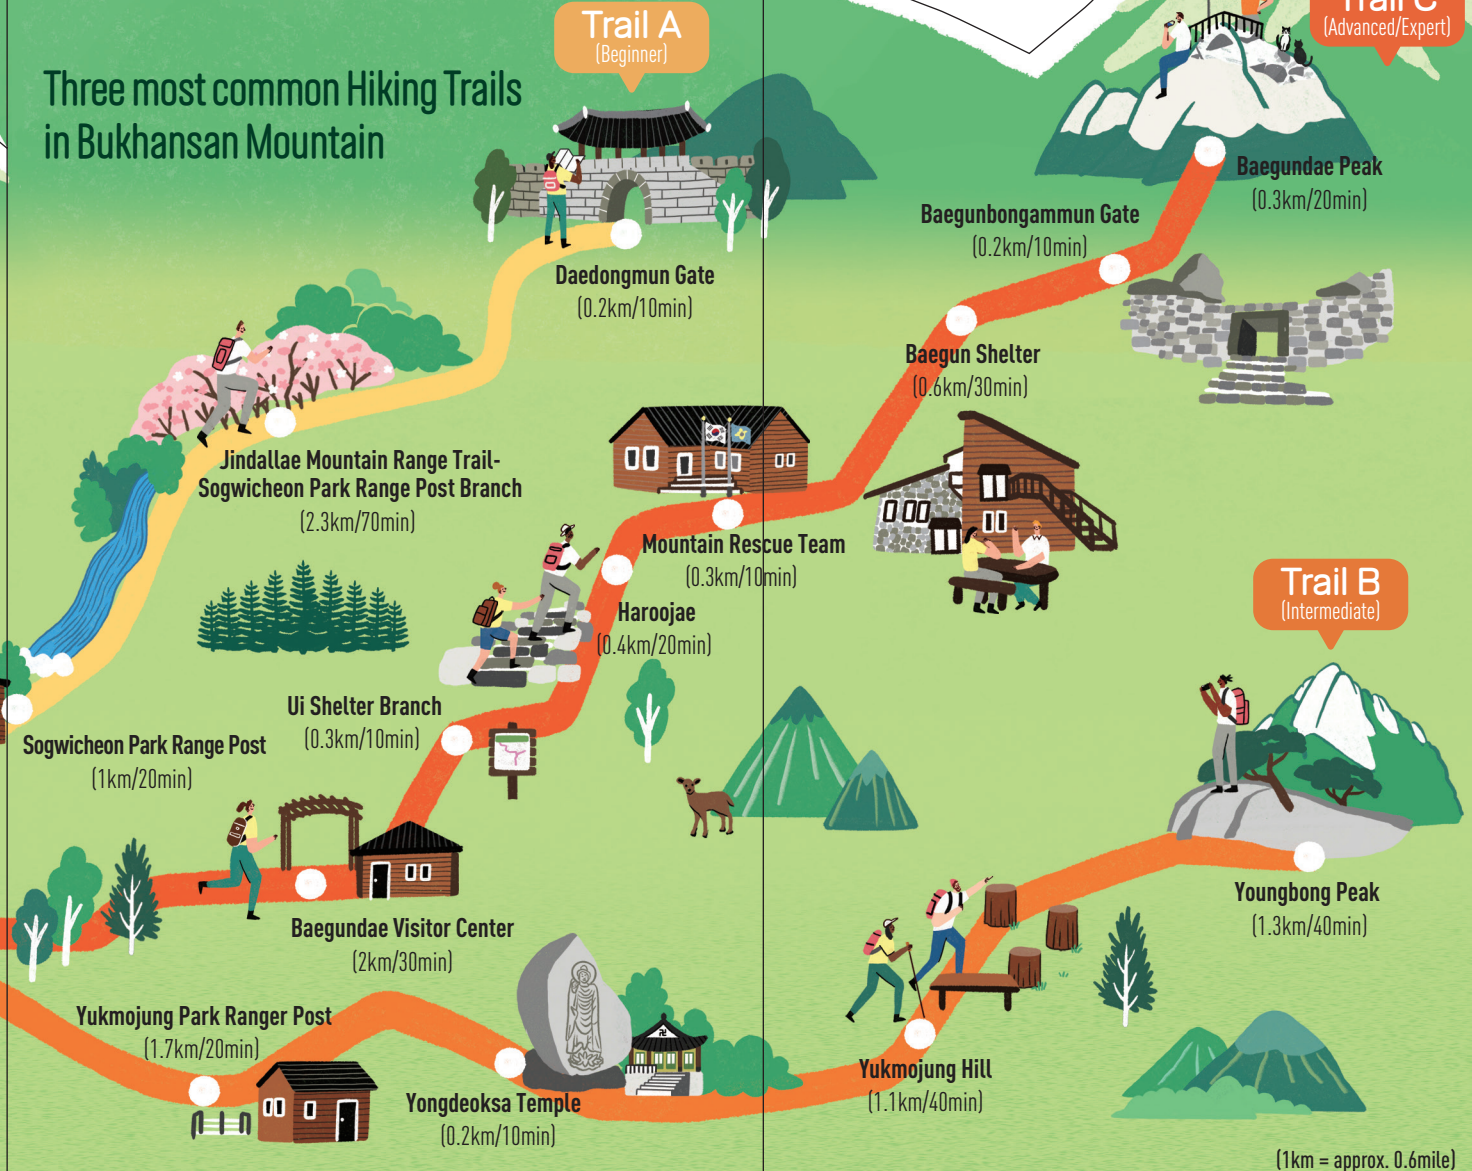 Trail A
(Beginner)
Trail C
(Advanced/Expert)
Three most common Hiking Trails
in Bukhansan Mountain
Baegundae Peak
(0.3km/20min)
Baegunbongammun Gate
(0.2km/10min)
Daedongmun Gate
(0.2km/10min)
Baegun Shelter
(0.6km/30min)
Jindallae Mountain Range Trail-
Sogwicheon Park Range Post Branch
(2.3km/70min)
Mountain Rescue Team
(0.3km/10min)
Haroojae
(0.4km/20min)
Trail B
(Intermediate)
Ui Shelter Branch
(0.3km/10min)
Sogwicheon Park Range Post
(1km/20min)
Baegundae Visitor Center
(2km/30min)
Youngbong Peak
(1.3km/40min)
Yukmojung Park Ranger Post
(1.7km/20min)
卍
Yongdeoksa Temple
(0.2km/10min)
Yukmojung Hill
(1.1km/40min)
(1km = approx. 0.6mile)